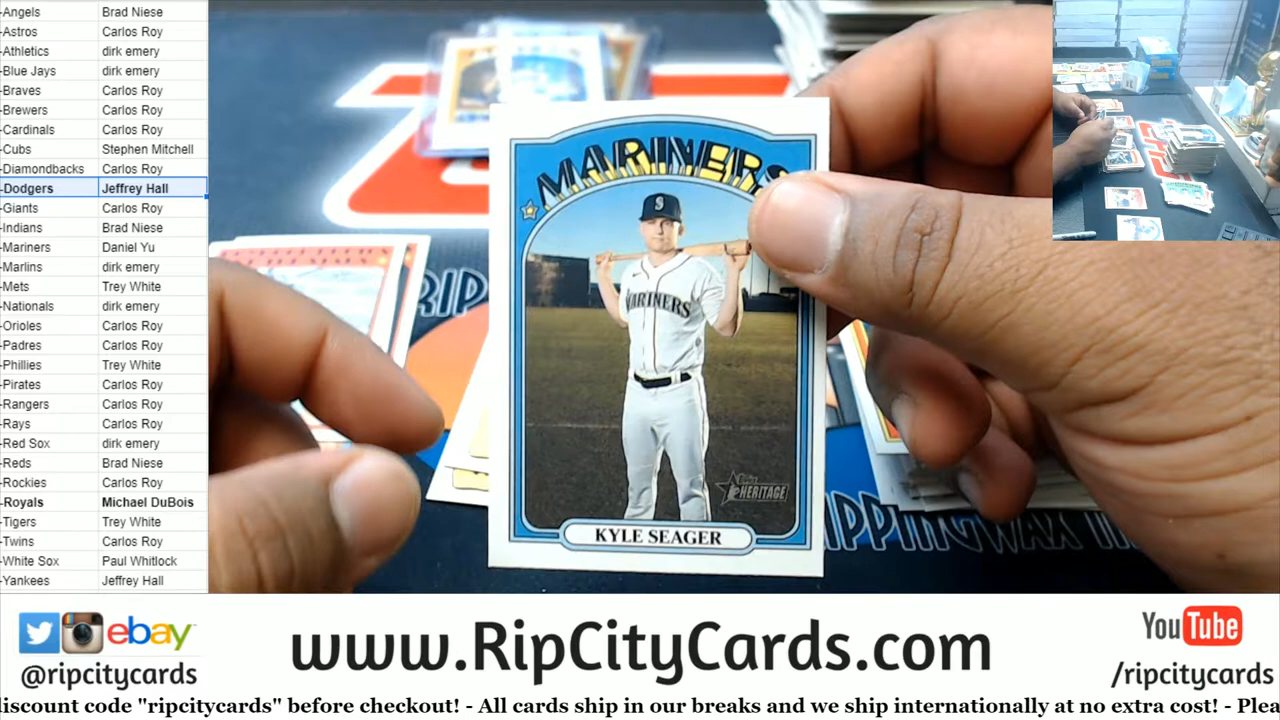 -Angels Brad Niese
-Astros Carlos Roy
-Athletics dirk emery
-Blue Jays dirk emery
-Braves Carlos Roy
-Brewers Carlos Roy
-Cardinals Carlos Roy
-Cubs Stephen Mitchell
-Diamondbacks Carlos Roy
-Dodgers Jeffrey Hall
-Giants Carlos Roy
-Indians Brad Niese
-Mariners Daniel Yu
-Marlins dirk emery
-Mets Trey White
-Nationals dirk emery
-Orioles Carlos Roy
-Padres Carlos Roy
-Phillies Trey White
-Pirates Carlos Roy
-Rangers Carlos Roy
-Rays Carlos Roy
-Red Sox dirk emery
-Reds Brad Niese
-Rockies Carlos Roy
-Royals Michael DuBois
-Tigers Trey White
-Twins Carlos Roy
-White Sox Paul Whitlock
-Yankees Jeffrey Hall
MARINERS
S
MARINERS
Topps
HERITAGE
KYLE SEAGER
RIP
RIPPINGWAX
ebay
@ripcitycards
www.RipCityCards.com
YouTube
/ripcitycards
discount code "ripcitycards" before checkout! - All cards ship in our breaks and we ship internationally at no extra cost! - Plea